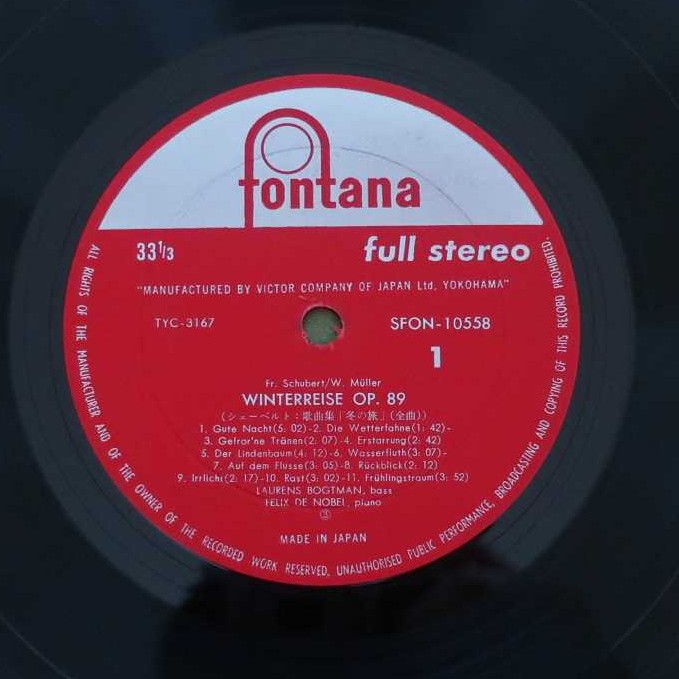 fontana
33 1/3
full stereo
"MANUFACTURED BY VICTOR COMPANY OF JAPAN Ltd, YOKOHAMA"
TYC-3167
SFON-10558
1
Fr. Schubert/W. Müller
WINTERREISE OP. 89
(シューベルト：歌曲集「冬の旅」(全曲))
1. Gute Nacht(5: 02)-2. Die Wetterfahne(1: 42)-
3. Gefror'ne Tränen(2: 07)-4. Erstarrung(2: 42)
5. Der Lindenbaum(4: 12)-6. Wasserfluth(3: 07)-
7. Auf dem Flusse(3: 05)-8. Rückblick(2: 12)
9. Irrlicht(2: 17)-10. Rast(3: 02)-11. Frühlingstraum(3: 52)
LAURENS BOGTMAN, bass
FELIX DE NOBEL, piano
③
MADE IN JAPAN
ALL RIGHTS OF THE MANUFACTURER AND OF THE OWNER OF THE RECORDED WORK RESERVED, UNAUTHORISED PUBLIC PERFORMANCE, BROADCASTING AND COPYING OF THIS RECORD PROHIBITED.